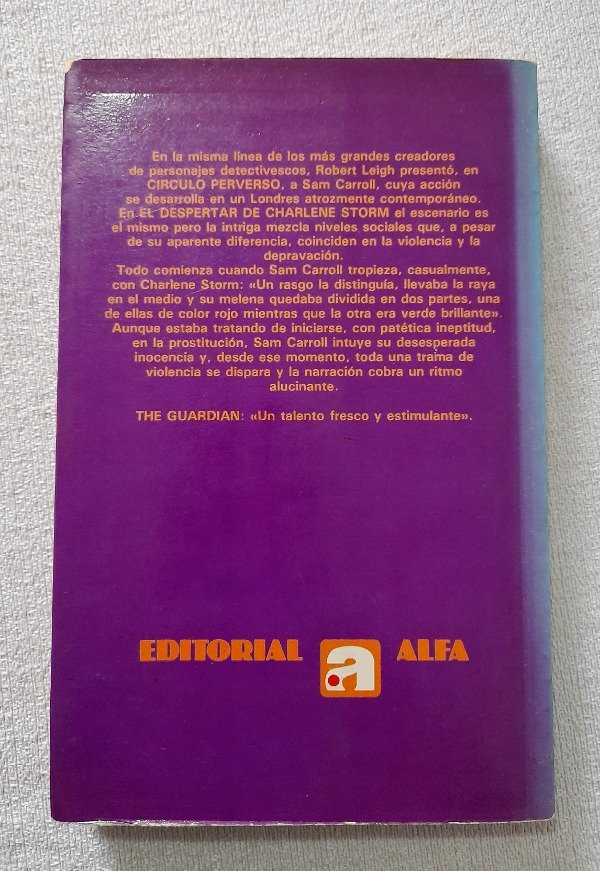 En la misma línea de los más grandes creadores
de personajes detectivescos, Robert Leigh presentó, en
CIRCULO PERVERSO, a Sam Carroll, cuya acción
se desarrolla en un Londres atrozmente contemporáneo.
En EL DESPERTAR DE CHARLENE STORM el escenario es
el mismo pero la intriga mezcla niveles sociales que, a pesar
de su aparente diferencia, coinciden en la violencia y la
depravación.
Todo comienza cuando Sam Carroll tropieza, casualmente,
con Charlene Storm: «Un rasgo la distinguía, llevaba la raya
en el medio y su melena quedaba dividida en dos partes, una
de ellas de color rojo mientras que la otra era verde brillante».
Aunque estaba tratando de iniciarse, con patética ineptitud,
en la prostitución, Sam Carroll intuye su desesperada
inocencia y, desde ese momento, toda una trama de
violencia se dispara y la narración cobra un ritmo
alucinante.
THE GUARDIAN: «Un talento fresco y estimulante».
EDITORIAL a ALFA